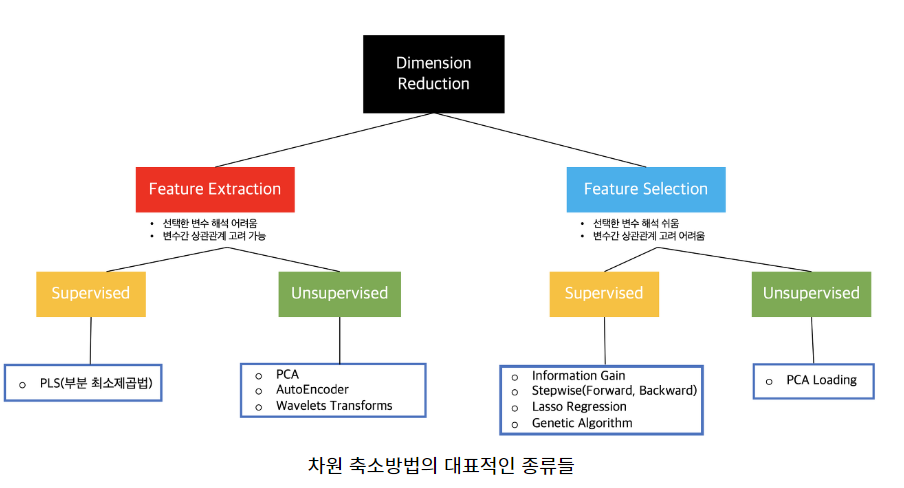 Dimension
Reduction
Feature Extraction
• 선택한 변수 해석 어려움
• 변수간 상관관계 고려 가능
Feature Selection
• 선택한 변수 해석 쉬움
• 변수간 상관관계 고려 어려움
Supervised
Unsupervised
Supervised
Unsupervised
o PLS(부분 최소제곱법)
o PCA
o AutoEncoder
o Wavelets Transforms
o Information Gain
o Stepwise(Forward, Backward)
o Lasso Regression
o Genetic Algorithm
o PCA Loading
차원 축소방법의 대표적인 종류들